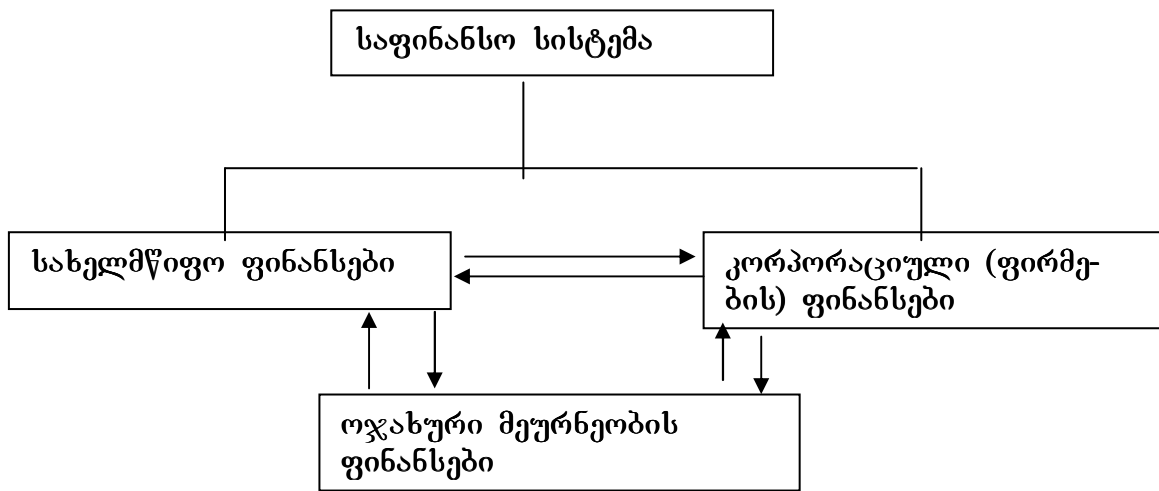 საფინანსო სისტემა
სახელმწიფო ფინანსები
კორპორაციული (ფირმე-
ბის) ფინანსები
ოჯახური მეურნეობის
ფინანსები